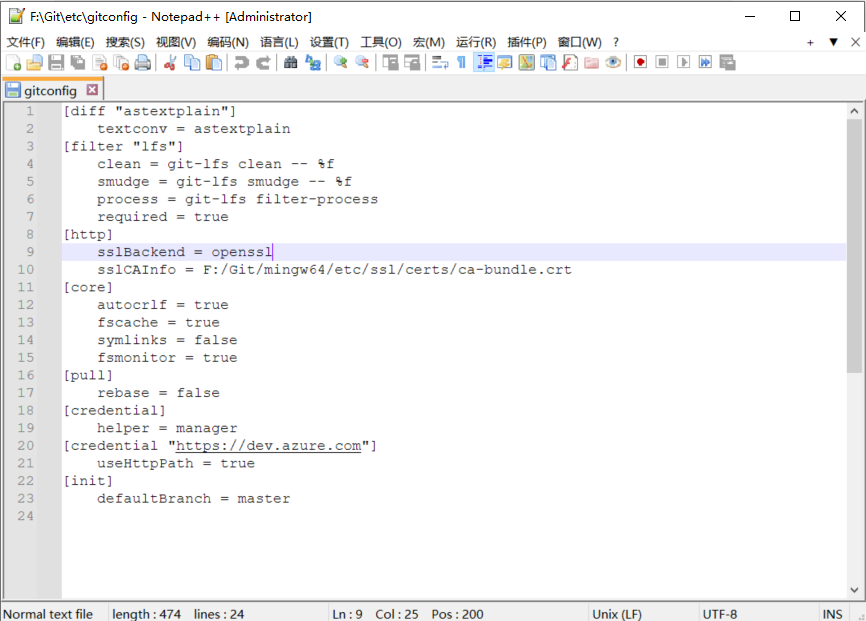 F:\Git\etc\gitconfig - Notepad++ [Administrator]
文件(F) 编辑(E) 搜索(S) 视图(V) 编码(N) 语言(L) 设置(T) 工具(O) 宏(M) 运行(R) 插件(P) 窗口(W) ? + ▼ X
gitconfig
1 [diff "astextplain"]
2 textconv = astextplain
3 [filter "lfs"]
4 clean = git-lfs clean -- %f
5 smudge = git-lfs smudge -- %f
6 process = git-lfs filter-process
7 required = true
8 [http]
9 sslBackend = openssl
10 sslCAInfo = F:/Git/mingw64/etc/ssl/certs/ca-bundle.crt
11 [core]
12 autocrlf = true
13 fscache = true
14 symlinks = false
15 fsmonitor = true
16 [pull]
17 rebase = false
18 [credential]
19 helper = manager
20 [credential "https://dev.azure.com"]
21 useHttpPath = true
22 [init]
23 defaultBranch = master
24
Normal text file length : 474 lines : 24 Ln : 9 Col : 25 Pos : 200 Unix (LF) UTF-8 INS